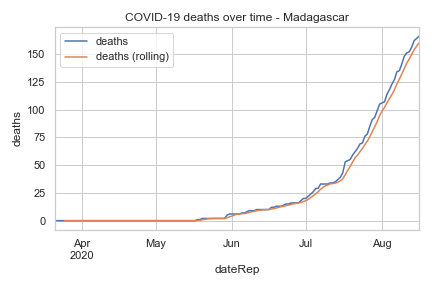 COVID-19 deaths over time - Madagascar
deaths
deaths (rolling)
deaths
150
125
100
75
50
25
0
Apr
2020
May
Jun
Jul
Aug
dateRep